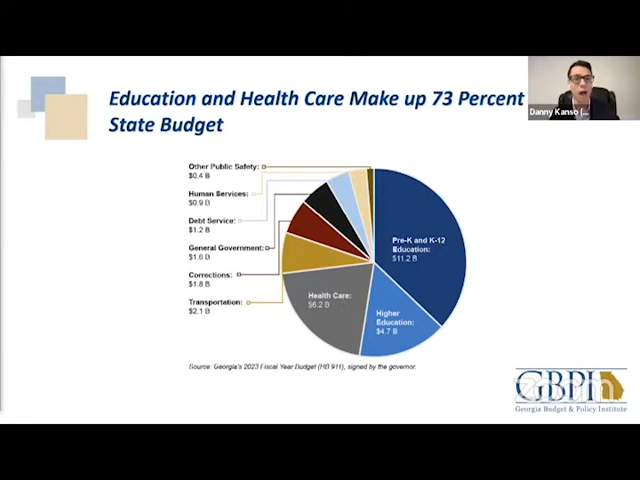 Education and Health Care Make up 73 Percent
State Budget
Danny Kanso (
Other Public Safety:
$0.4 B
Human Services:
$0.9 B
Debt Service:
$1.2 B
General Government:
$1.6 B
Corrections:
$1.8 B
Transportation:
$2.1 B
Pre-K and K-12
Education:
$11.2 B
Higher
Education:
$4.7 B
Health Care:
$6.2 B
Source: Georgia's 2023 Fiscal Year Budget (HB 911), signed by the governor.
GBPI
zoom
Georgia Budget & Policy Institute